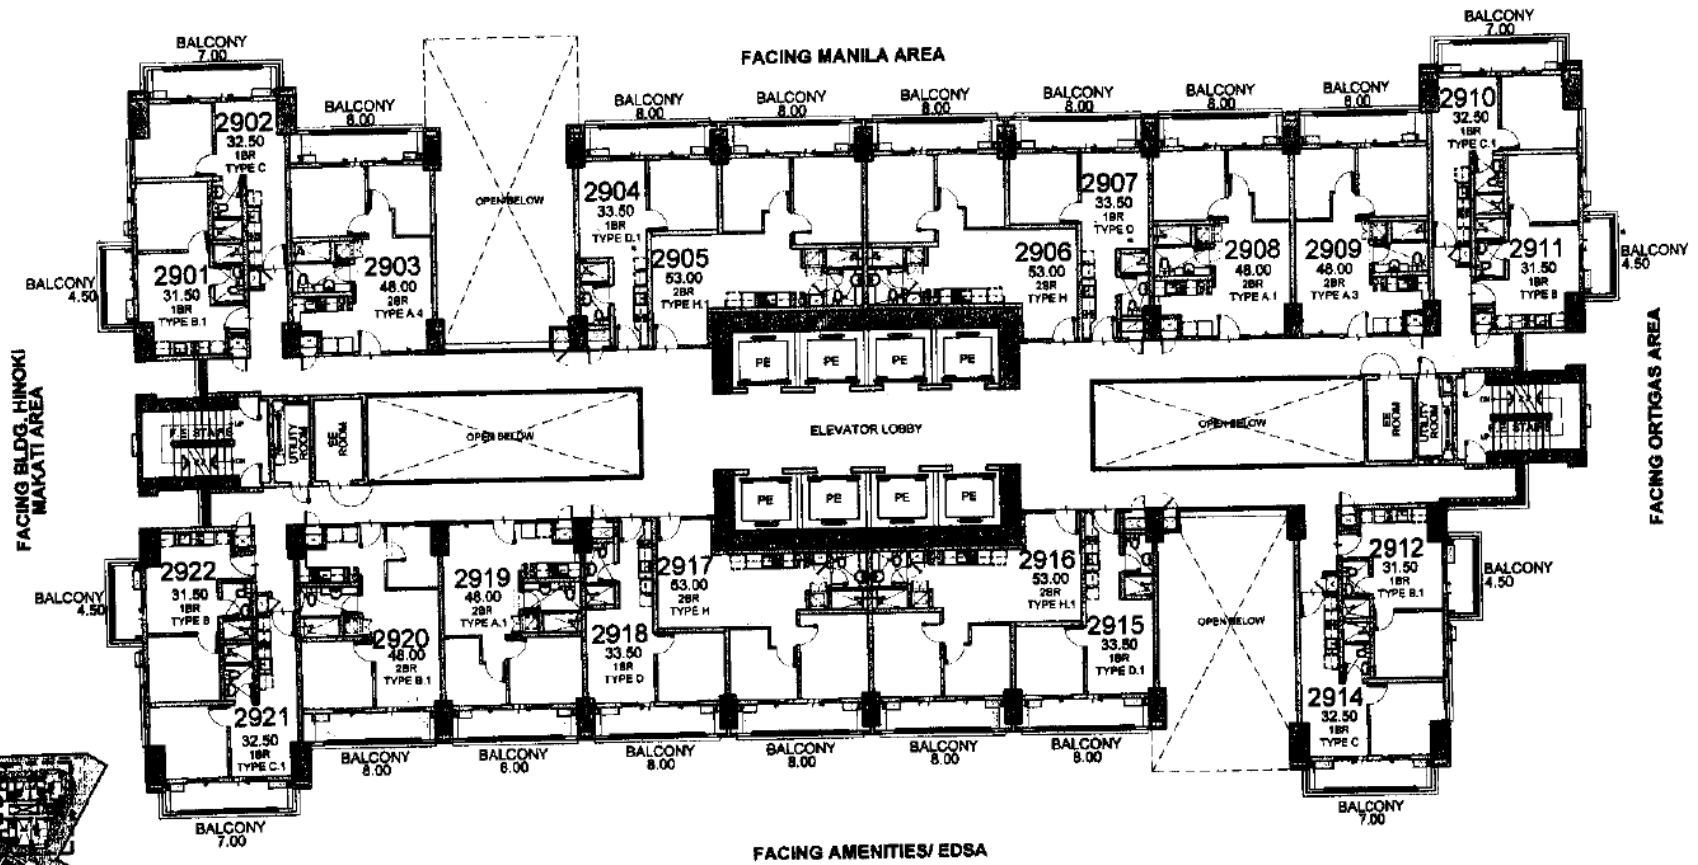 FACING MANILA AREA
BALCONY
7.00
2902
32.50
1BR
TYPE C
BALCONY
8.00
2903
48.00
2BR
TYPE A.4
OPEN BELOW
BALCONY
8.00
2904
33.50
1BR
TYPE D.1
BALCONY
8.00
2905
53.00
2BR
TYPE H.1
BALCONY
8.00
2906
53.00
2BR
TYPE H
BALCONY
8.00
2907
33.50
1BR
TYPE D
BALCONY
8.00
2908
48.00
2BR
TYPE A.1
BALCONY
8.00
2909
48.00
2BR
TYPE A.3
BALCONY
7.00
2910
32.50
1BR
TYPE C.1
2911
31.50
1BR
TYPE B
BALCONY
4.50
BALCONY
4.50
2901
31.50
1BR
TYPE B.1
FACING BLDG. HINOKI
MAKATI AREA
FACING ORTIGAS AREA
PE
PE
PE
PE
F.E STAIRS
UP
DN
UTILITY
ROOM
EE
ROOM
OPEN BELOW
ELEVATOR LOBBY
OPEN BELOW
EE
ROOM
UTILITY
ROOM
F.E STAIRS
UP
DN
PE
PE
PE
PE
BALCONY
4.50
2922
31.50
1BR
TYPE B
2921
32.50
1BR
TYPE C.1
BALCONY
7.00
2920
48.00
2BR
TYPE B.1
BALCONY
8.00
2919
48.00
2BR
TYPE A.1
BALCONY
8.00
2918
33.50
1BR
TYPE D
BALCONY
8.00
2917
53.00
2BR
TYPE H
BALCONY
8.00
2916
53.00
2BR
TYPE H.1
BALCONY
8.00
2915
33.50
1BR
TYPE D.1
BALCONY
8.00
OPEN BELOW
2912
31.50
1BR
TYPE B.1
BALCONY
4.50
2914
32.50
1BR
TYPE C
BALCONY
7.00
FACING AMENITIES/ EDSA